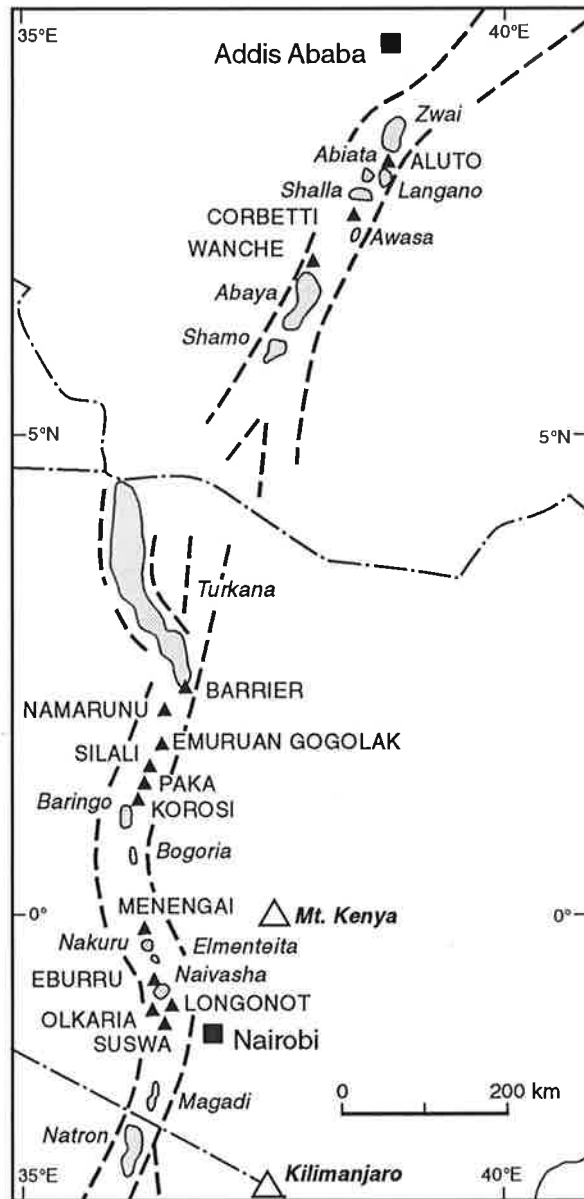 35°E
40°E
Addis Ababa
Zwai
Abiata
ALUTO
Shalla
Langano
CORBETTI
Awasa
WANCHE
Abaya
Shamo
5°N
5°N
Turkana
BARRIER
NAMARUNU
EMURUAN GOGOLAK
SILALI
PAKA
Baringo
KOROSI
Bogoria
MENENGAI
0°
Mt. Kenya
0°
Nakuru
Elmenteita
EBURRU
Naivasha
LONGONOT
OLKARIA
SUSWA
Nairobi
0
200 km
Magadi
Natron
Kilimanjaro
35°E
40°E